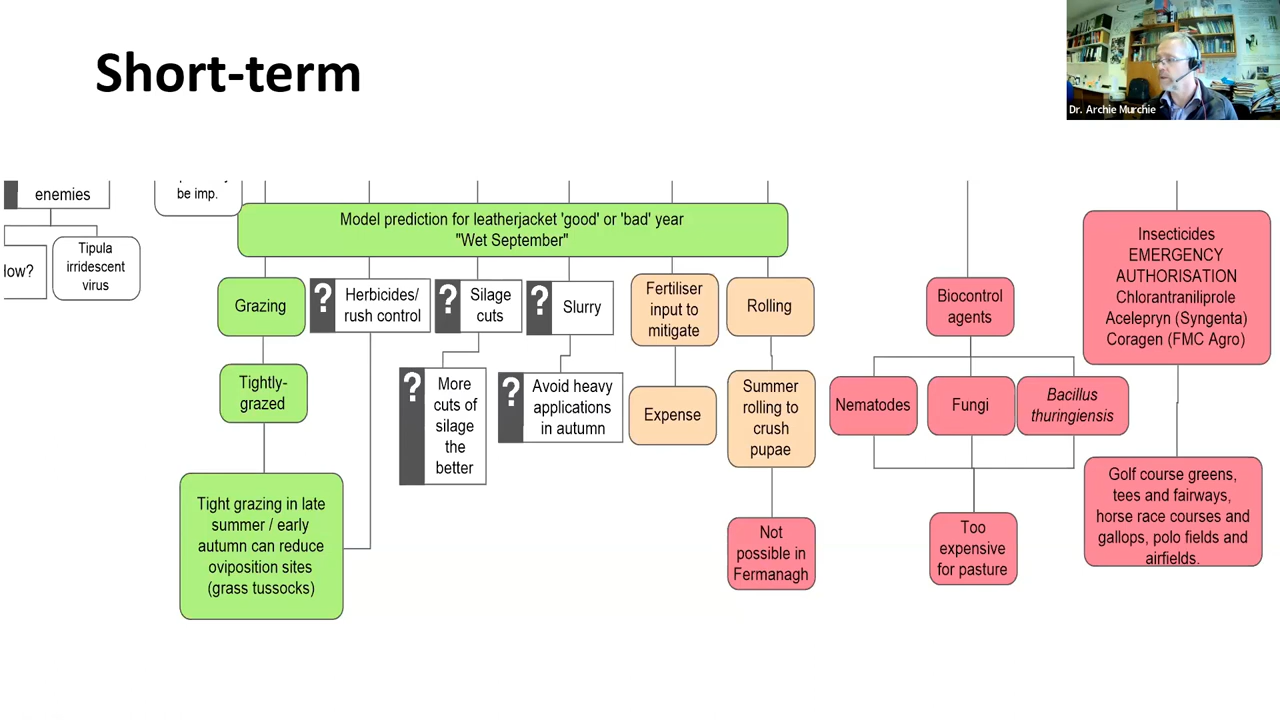 Short-term
Dr. Archie Murchie
enemies
be imp.
low?
Tipula
irridescent
virus
Model prediction for leatherjacket 'good' or 'bad' year
"Wet September"
Grazing
? Herbicides/
rush control
? Silage
cuts
? Slurry
Fertiliser
input to
mitigate
Rolling
Tightly-
grazed
? More
cuts of
silage
the
better
? Avoid heavy
applications
in autumn
Expense
Summer
rolling to
crush
pupae
Tight grazing in late
summer / early
autumn can reduce
oviposition sites
(grass tussocks)
Not
possible in
Fermanagh
Biocontrol
agents
Nematodes
Fungi
Bacillus
thuringiensis
Too
expensive
for pasture
Insecticides
EMERGENCY
AUTHORISATION
Chlorantraniliprole
Acelepryn (Syngenta)
Coragen (FMC Agro)
Golf course greens,
tees and fairways,
horse race courses and
gallops, polo fields and
airfields.